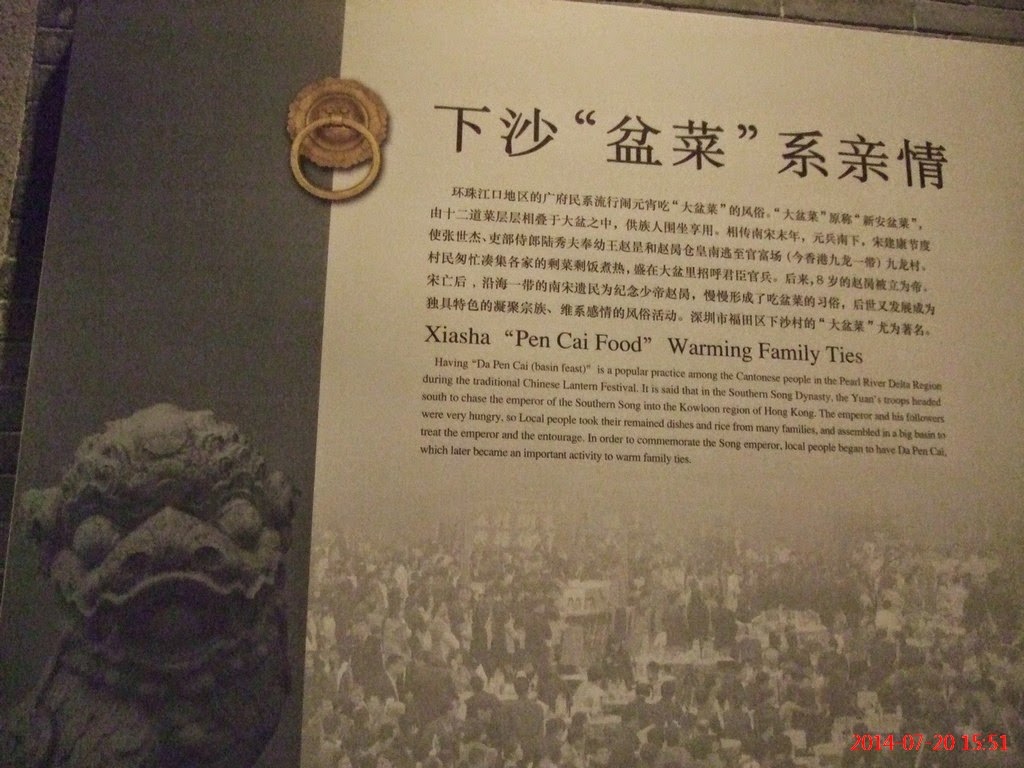 下沙“盆菜”系亲情
环珠江口地区的广府民系流行闹元宵吃“大盆菜”的风俗。“大盆菜”原称“新安盆菜”，
由十二道菜层层相叠于大盆之中，供族人围坐享用。相传南宋末年，元兵南下，宋建康节度
使张世杰、吏部侍郎陆秀夫奉幼主赵昰和赵昺仓皇南逃至官富场（今香港九龙一带）九龙村。
村民匆忙凑集各家的剩菜剩饭煮热，盛在大盆里招呼君臣官兵。后来，8 岁的赵昺被立为帝。
宋亡后，沿海一带的南宋遗民为纪念少帝赵昺，慢慢形成了吃盆菜的习俗，后世又发展成为
独具特色的凝聚宗族、维系感情的风俗活动。深圳市福田区下沙村的“大盆菜”尤为著名。
Xiasha “Pen Cai Food” Warming Family Ties
Having “Da Pen Cai (basin feast)” is a popular practice among the Cantonese people in the Pearl River Delta Region
during the traditional Chinese Lantern Festival. It is said that in the Southern Song Dynasty, the Yuan's troops headed
south to chase the emperor of the Southern Song into the Kowloon region of Hong Kong. The emperor and his followers
were very hungry, so Local people took their remained dishes and rice from many families, and assembled in a big basin to
treat the emperor and the entourage. In order to commemorate the Song emperor, local people began to have Da Pen Cai,
which later became an important activity to warm family ties.
2014-07-20 15:51